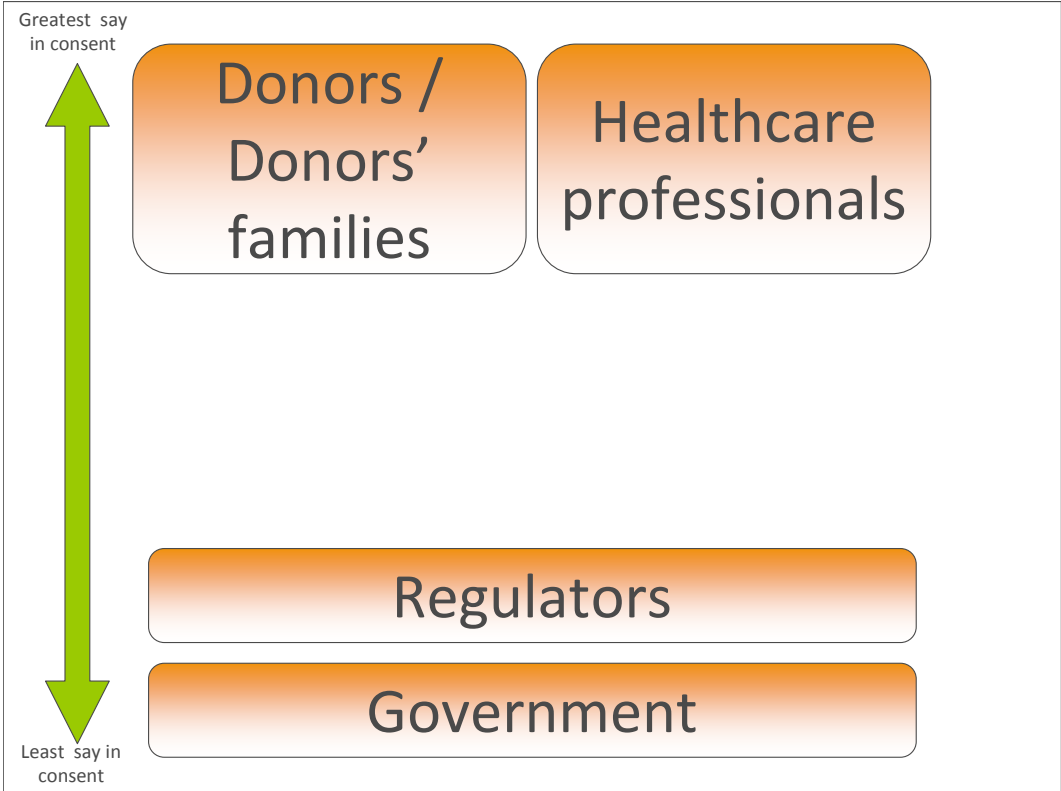 Greatest say
in consent
Donors /
Donors’
families
Healthcare
professionals
Regulators
Government
Least say in
consent